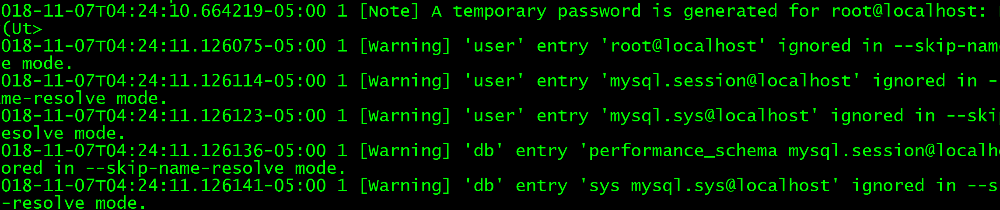 018-11-07T04:24:10.664219-05:00 1 [Note] A temporary password is generated for root@localhost:
(Ut>
018-11-07T04:24:11.126075-05:00 1 [Warning] 'user' entry 'root@localhost' ignored in --skip-name
e mode.
018-11-07T04:24:11.126114-05:00 1 [Warning] 'user' entry 'mysql.session@localhost' ignored in -
me-resolve mode.
018-11-07T04:24:11.126123-05:00 1 [Warning] 'user' entry 'mysql.sys@localhost' ignored in --skip
esolve mode.
018-11-07T04:24:11.126136-05:00 1 [Warning] 'db' entry 'performance_schema mysql.session@localh
ored in --skip-name-resolve mode.
018-11-07T04:24:11.126141-05:00 1 [Warning] 'db' entry 'sys mysql.sys@localhost' ignored in --s
-resolve mode.